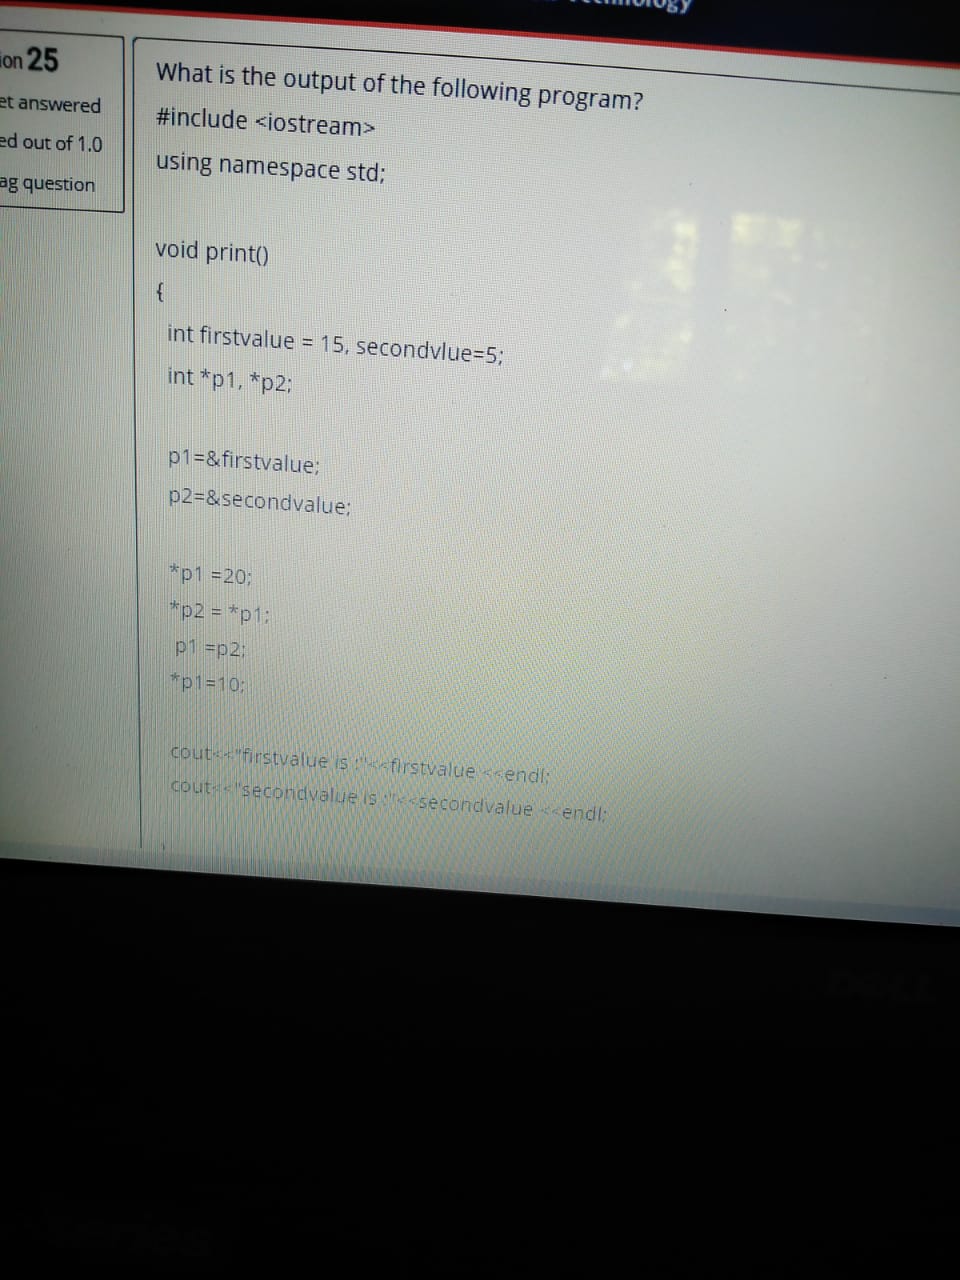 ion 25
et answered
ed out of 1.0
ag question
What is the output of the following program?
#include <iostream>
using namespace std;
void print()
{
int firstvalue = 15, secondvlue=5;
int *p1, *p2;
p1=&firstvalue;
p2=&secondvalue;
*p1 =20;
*p2 = *p1;
p1 =p2;
*p1=10;
cout<<"firstvalue is :"<<firstvalue <<endl;
cout<<"secondvalue is :"<<secondvalue <<endl;
DELL